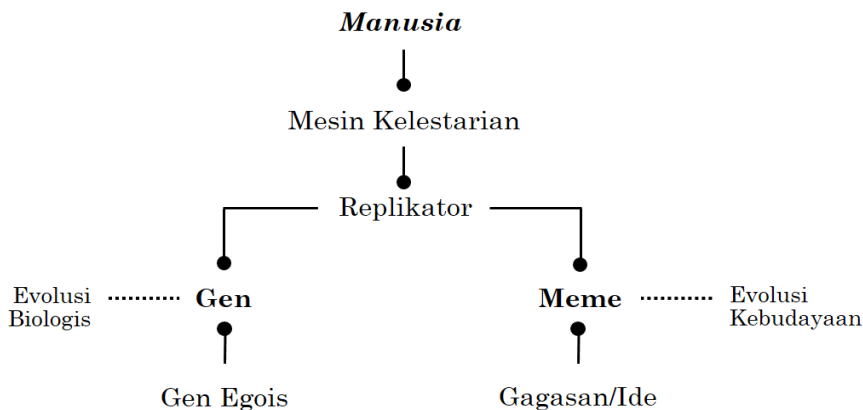 Manusia
Mesin Kelestarian
Replikator
Evolusi
Biologis
Gen
Meme
Evolusi
Kebudayaan
Gen Egois
Gagasan/Ide